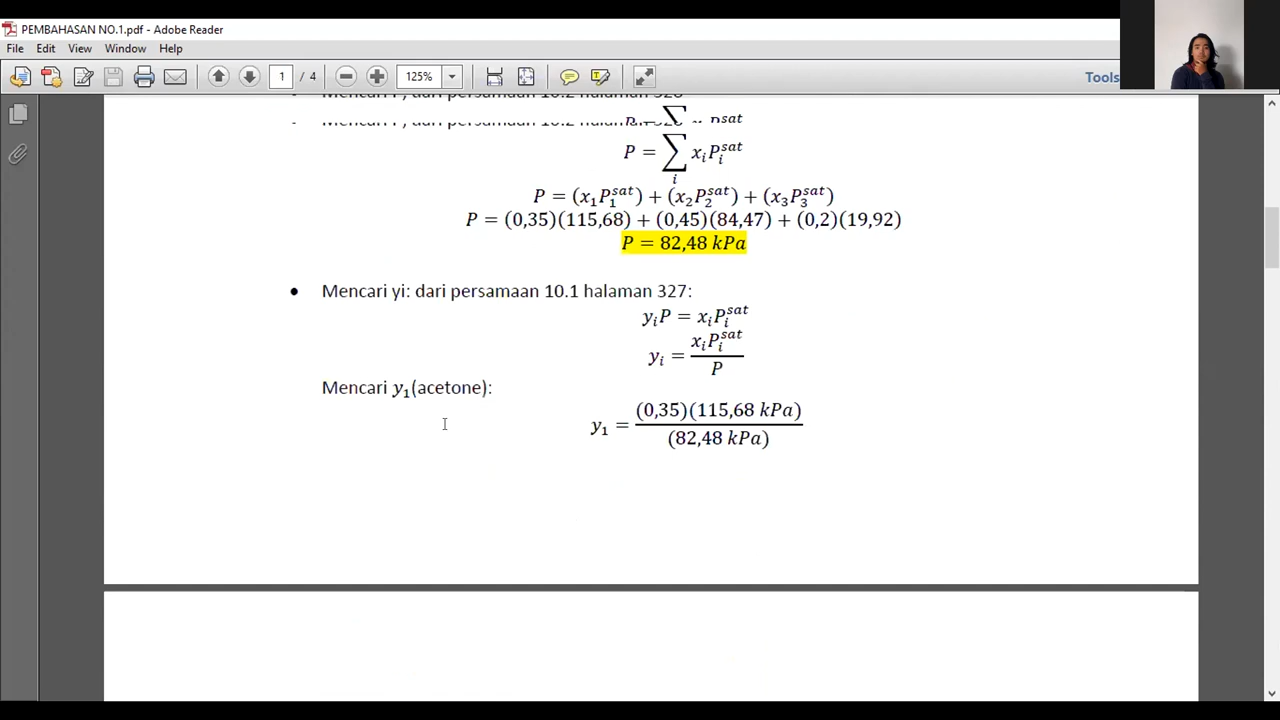 PEMBAHASAN NO.1.pdf - Adobe Reader
File Edit View Window Help
1 / 4 125% Tools
P = ∑ᵢ xᵢPᵢˢᵃᵗ
P = (x₁P₁ˢᵃᵗ) + (x₂P₂ˢᵃᵗ) + (x₃P₃ˢᵃᵗ)
P = (0,35)(115,68) + (0,45)(84,47) + (0,2)(19,92)
P = 82,48 kPa
• Mencari yi: dari persamaan 10.1 halaman 327:
yᵢP = xᵢPᵢˢᵃᵗ
yᵢ = xᵢPᵢˢᵃᵗ / P
Mencari y₁(acetone):
y₁ = (0,35)(115,68 kPa) / (82,48 kPa)